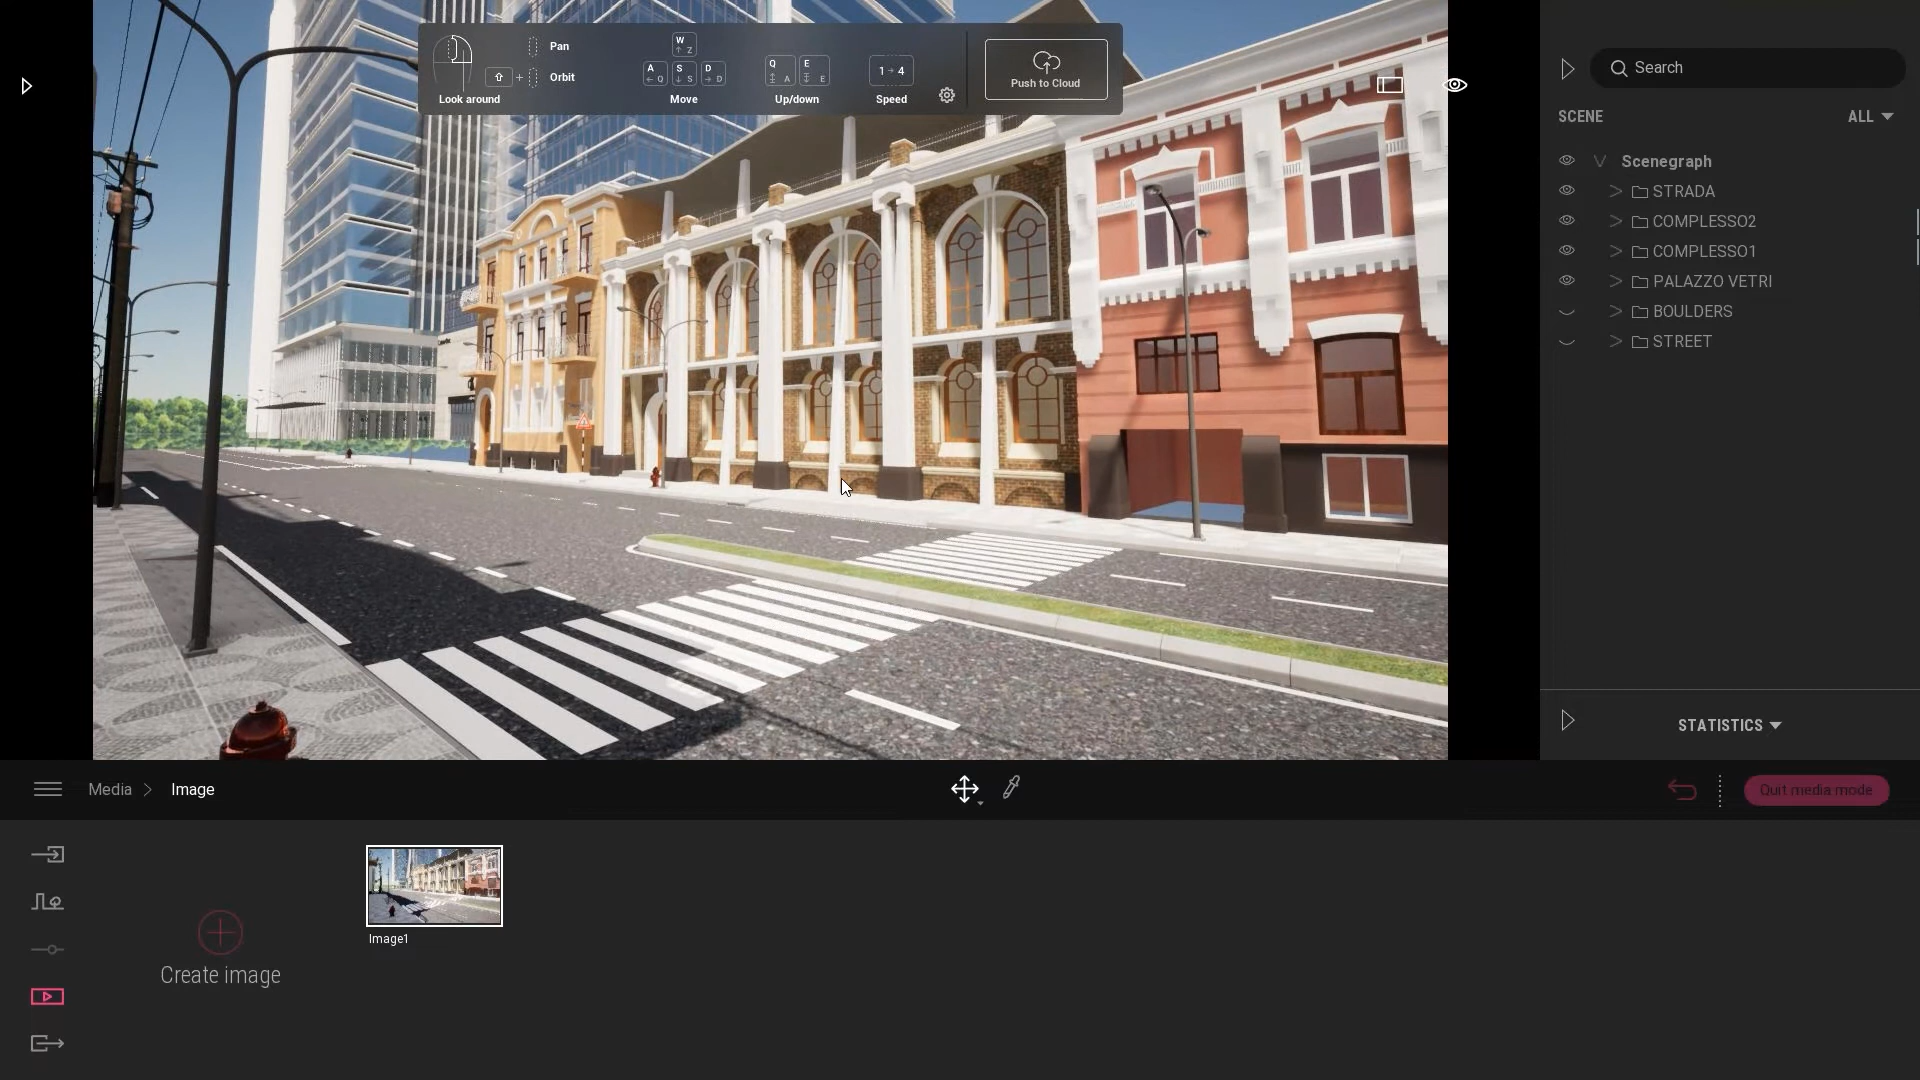 Pan
Orbit
Look around
W
Z
A
Q
S
S
D
D
Move
Q
A
E
E
Up/down
1 4
Speed
Push to Cloud
Search
SCENE
ALL
Scenegraph
STRADA
COMPLESSO2
COMPLESSO1
PALAZZO VETRI
BOULDERS
STREET
STATISTICS
Media
Image
Quit media mode
Create image
Image1